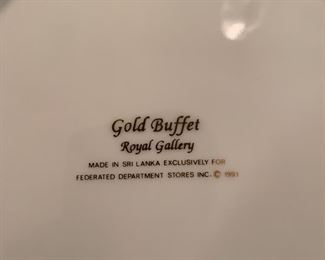 Gold Buffet
Royal Gallery
MADE IN SRI LANKA EXCLUSIVELY FOR
FEDERATED DEPARTMENT STORES INC. © 1991